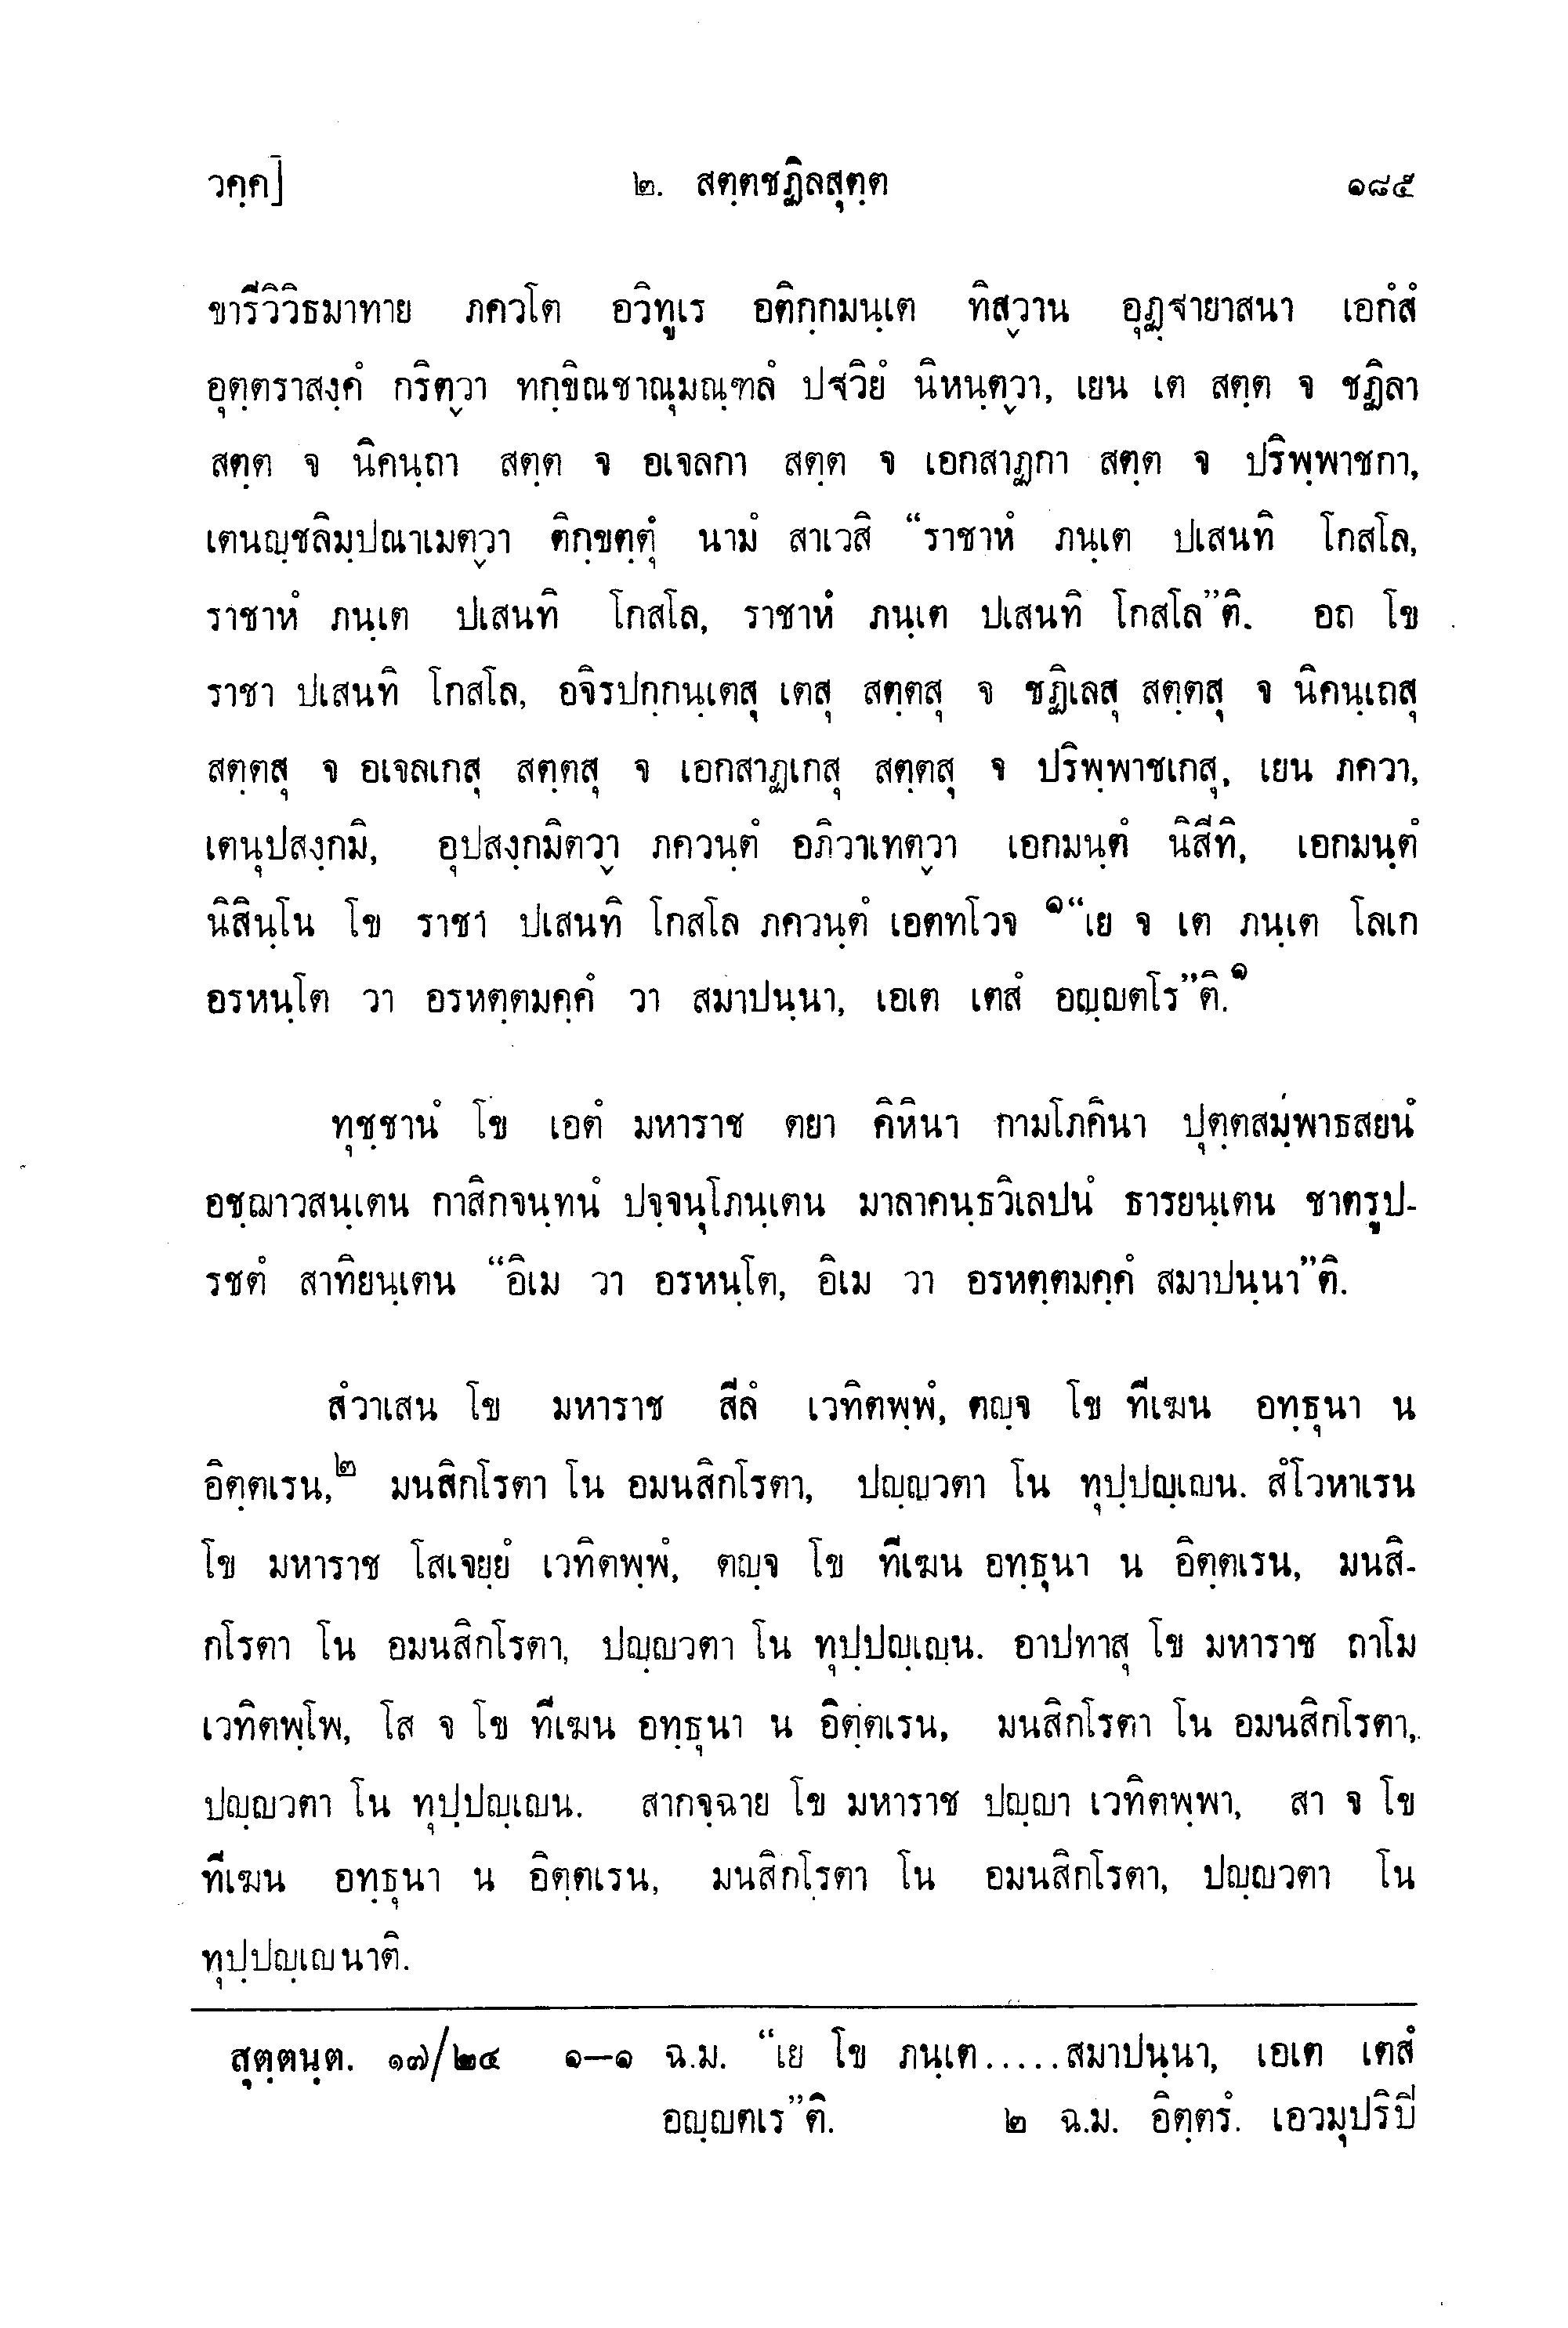 วคฺค]	๒. สตฺตชฏิลสุตฺต	๑๘๕
ขารีวิวิธมาทาย ภควโต อวิทูเร อติกฺกมนฺเต ทิสฺวาน อุฏฺฐายาสนา เอกํสํ
อุตฺตราสงฺคํ กริตฺวา ทกฺขิณชาณุมณฺฑลํ ปฐวิยํ นิหนฺตฺวา, เยน เต สตฺต จ ชฏิลา
สตฺต จ นิคนฺถา สตฺต จ อเจลกา สตฺต จ เอกสาฏกา สตฺต จ ปริพฺพาชกา,
เตนญฺชลิมฺปณาเมตฺวา ติกฺขตฺตุํ นามํ สาเวสิ “ราชาหํ ภนฺเต ปเสนทิ โกสโล,
ราชาหํ ภนฺเต ปเสนทิ โกสโล, ราชาหํ ภนฺเต ปเสนทิ โกสโล”ติ. อถ โข
ราชา ปเสนทิ โกสโล, อจิรปกฺกนฺเตสุ เตสุ สตฺตสุ จ ชฏิเลสุ สตฺตสุ จ นิคนฺเถสุ
สตฺตสุ จ อเจลเกสุ สตฺตสุ จ เอกสาฏเกสุ สตฺตสุ จ ปริพฺพาชเกสุ, เยน ภควา,
เตนุปสงฺกมิ, อุปสงฺกมิตฺวา ภควนฺตํ อภิวาเทตฺวา เอกมนฺตํ นิสีทิ, เอกมนฺตํ
นิสินฺโน โข ราชา ปเสนทิ โกสโล ภควนฺตํ เอตทโวจ ๑“เย จ เต ภนฺเต โลเก
อรหนฺโต วา อรหตฺตมคฺคํ วา สมาปนฺนา, เอเต เตสํ อญฺญตโร”ติ.๑
ทุชฺชานํ โข เอตํ มหาราช ตยา คิหินา กามโภคินา ปุตฺตสมฺพาธสยนํ
อชฺฌาวสนฺเตน กาสิกจนฺทนํ ปจฺจนุโภนฺเตน มาลาคนฺธวิเลปนํ ธารยนฺเตน ชาตรูป-
รชตํ สาทิยนฺเตน “อิเม วา อรหนฺโต, อิเม วา อรหตฺตมคฺคํ สมาปนฺนา”ติ.
สํวาเสน โข มหาราช สีลํ เวทิตพฺพํ, ตญฺจ โข ทีเฆน อทฺธุนา น
อิตฺตเรน,๒ มนสิกโรตา โน อมนสิกโรตา, ปญฺญวตา โน ทุปฺปญฺเญน. สํโวหาเรน
โข มหาราช โสเจยฺยํ เวทิตพฺพํ, ตญฺจ โข ทีเฆน อทฺธุนา น อิตฺตเรน, มนสิ-
กโรตา โน อมนสิกโรตา, ปญฺญวตา โน ทุปฺปญฺเญน. อาปทาสุ โข มหาราช ถาโม
เวทิตพฺโพ, โส จ โข ทีเฆน อทฺธุนา น อิตฺตเรน, มนสิกโรตา โน อมนสิกโรตา,
ปญฺญวตา โน ทุปฺปญฺเญน. สากจฺฉาย โข มหาราช ปญฺญา เวทิตพฺพา, สา จ โข
ทีเฆน อทฺธุนา น อิตฺตเรน, มนสิกโรตา โน อมนสิกโรตา, ปญฺญวตา โน
ทุปฺปญฺเญนาติ.
สุตฺตนฺต. ๑๗/๒๔ ๑—๑ ฉ.ม. “เย โข ภนฺเต.....สมาปนฺนา, เอเต เตสํ
อญฺญตเร”ติ. ๒ ฉ.ม. อิตฺตรํ. เอวมุปริปิ